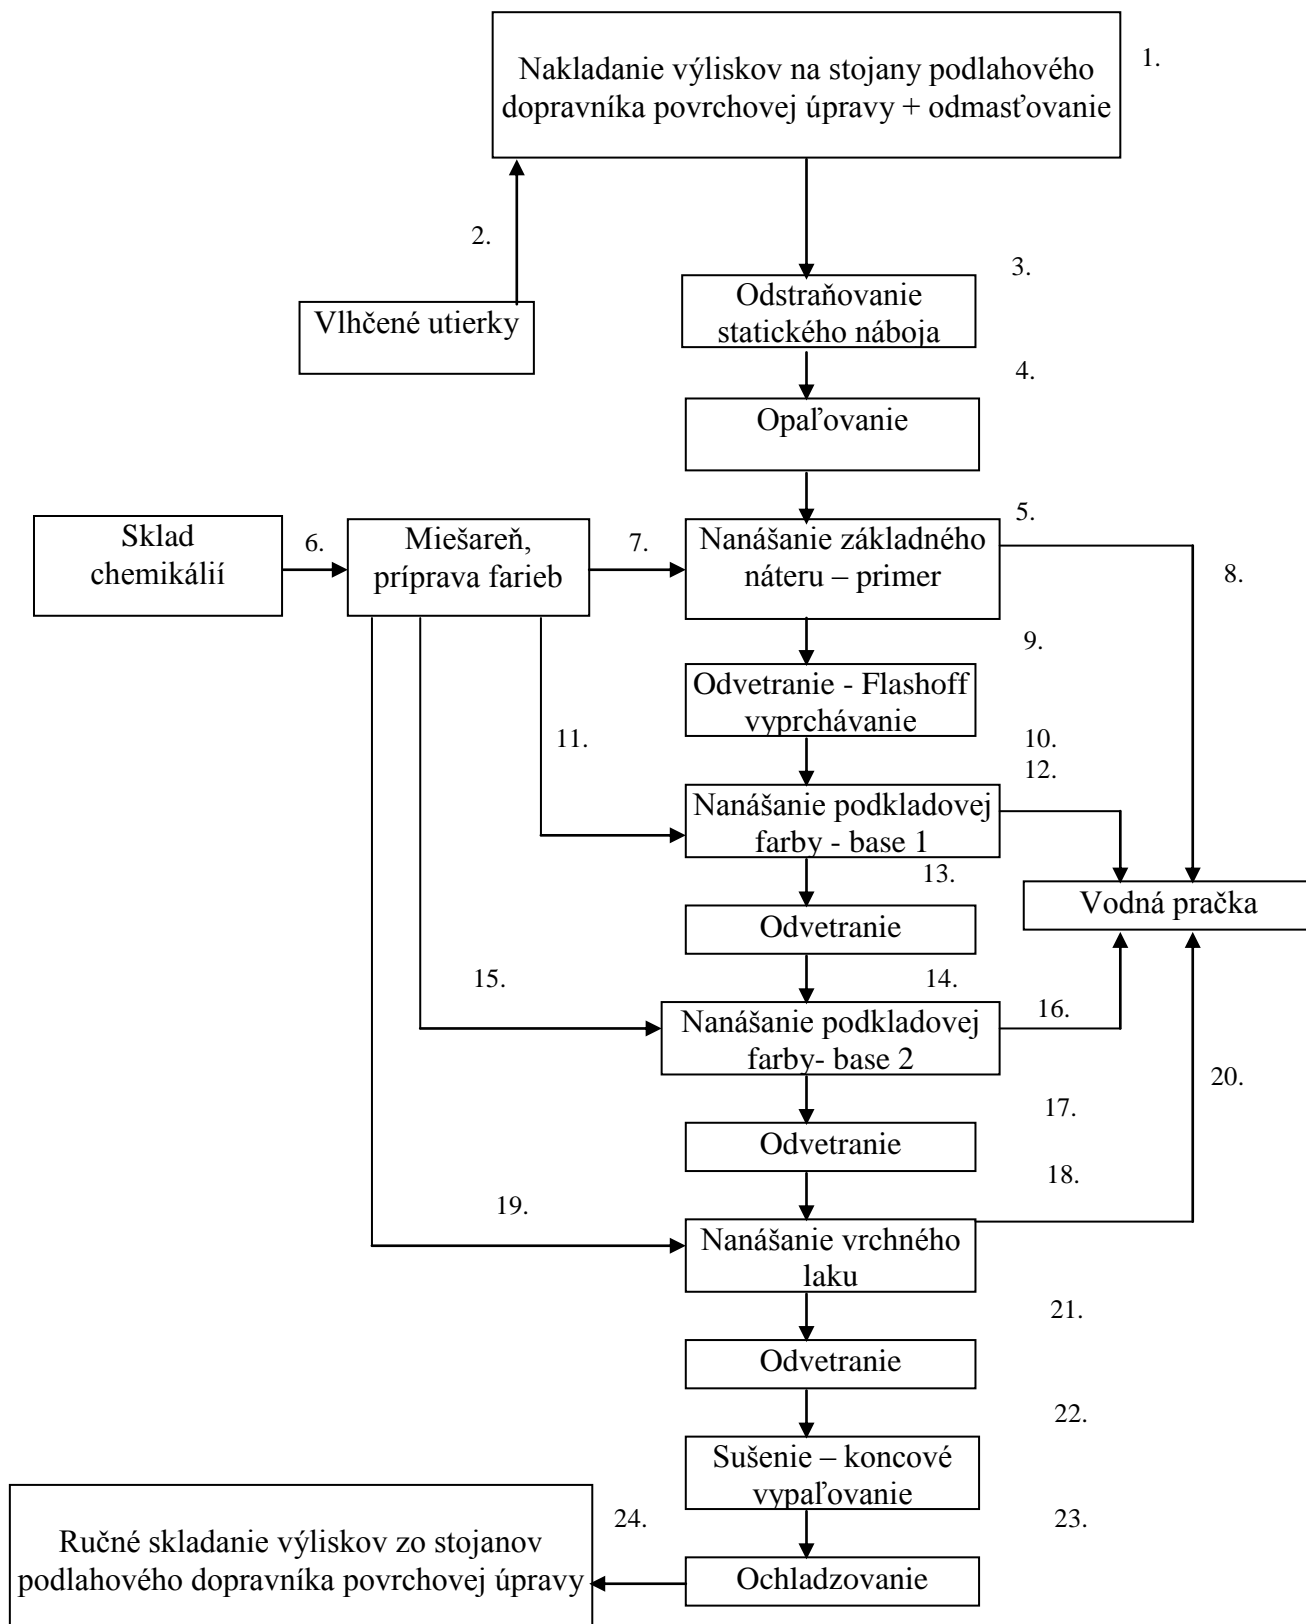 1.
Nakladanie výliskov na stojany podlahového
dopravníka povrchovej úpravy + odmasťovanie
2.
3.
Odstraňovanie
statického náboja
Vlhčené utierky
4.
Opaľovanie
5.
Sklad
chemikálií
6.
Miešareň,
príprava farieb
7.
Nanášanie základného
náteru – primer
8.
9.
Odvetranie - Flashoff
vyprchávanie
11.
10.
12.
Nanášanie podkladovej
farby - base 1
13.
Vodná pračka
Odvetranie
15.
14.
16.
Nanášanie podkladovej
farby- base 2
20.
17.
Odvetranie
18.
19.
Nanášanie vrchného
laku
21.
Odvetranie
22.
Sušenie – koncové
vypaľovanie
24.
23.
Ručné skladanie výliskov zo stojanov
podlahového dopravníka povrchovej úpravy
Ochladzovanie